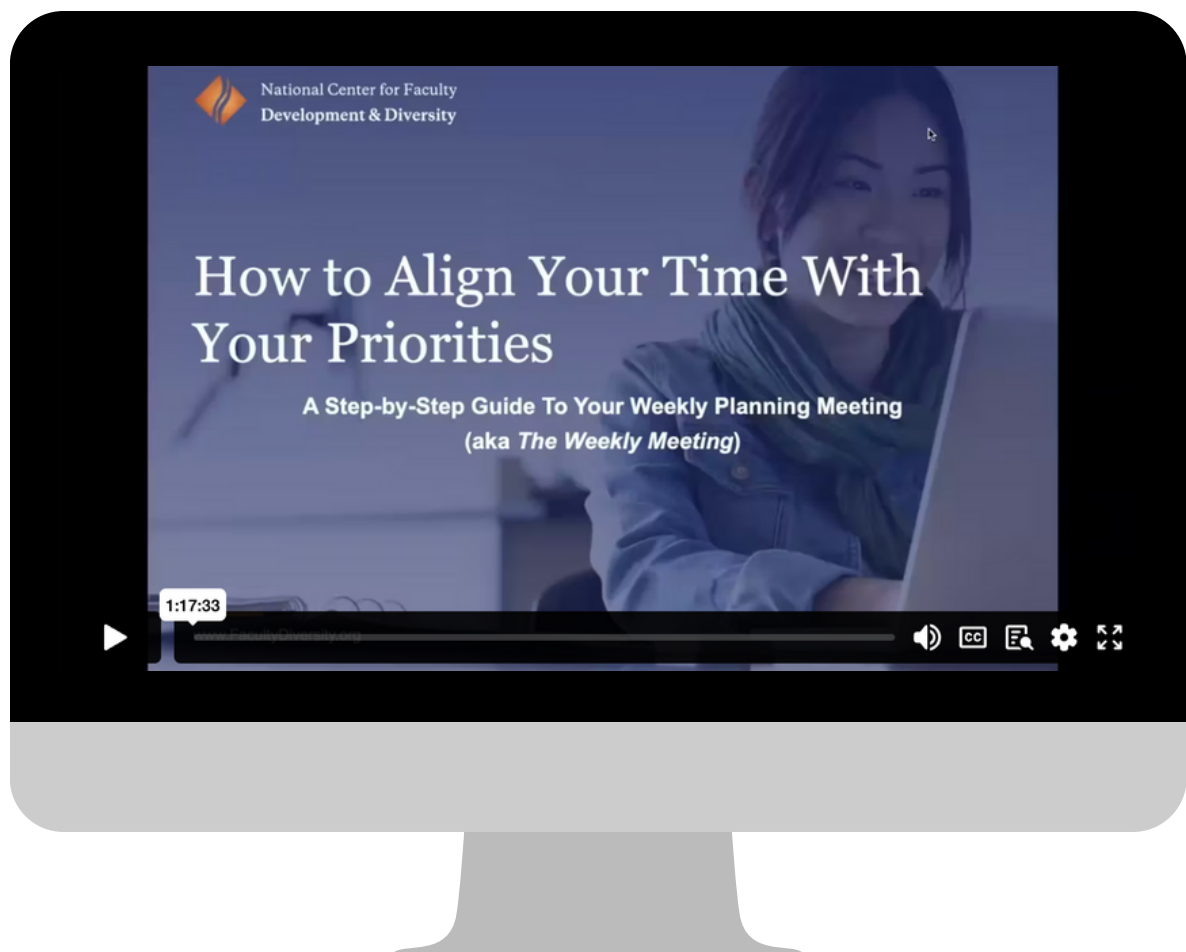 National Center for Faculty
Development & Diversity
How to Align Your Time With
Your Priorities
A Step-by-Step Guide To Your Weekly Planning Meeting
(aka The Weekly Meeting)
1:17:33
www.FacultyDiversity.org
CC